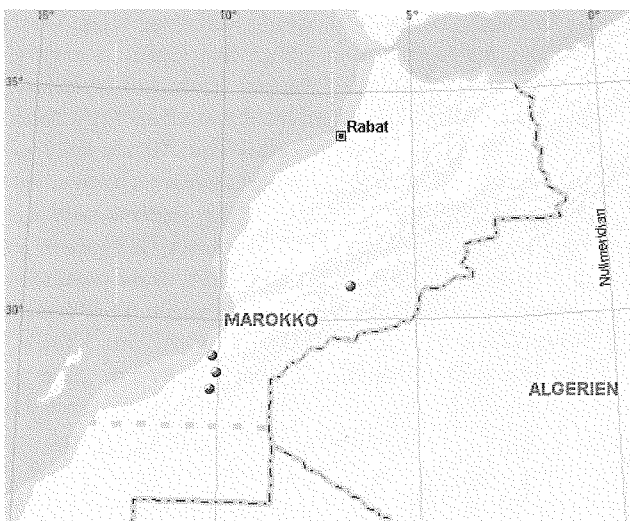 15° 10° 5° 0°
35°
Rabat
Nullmeridian
30°
MAROKKO
ALGERIEN